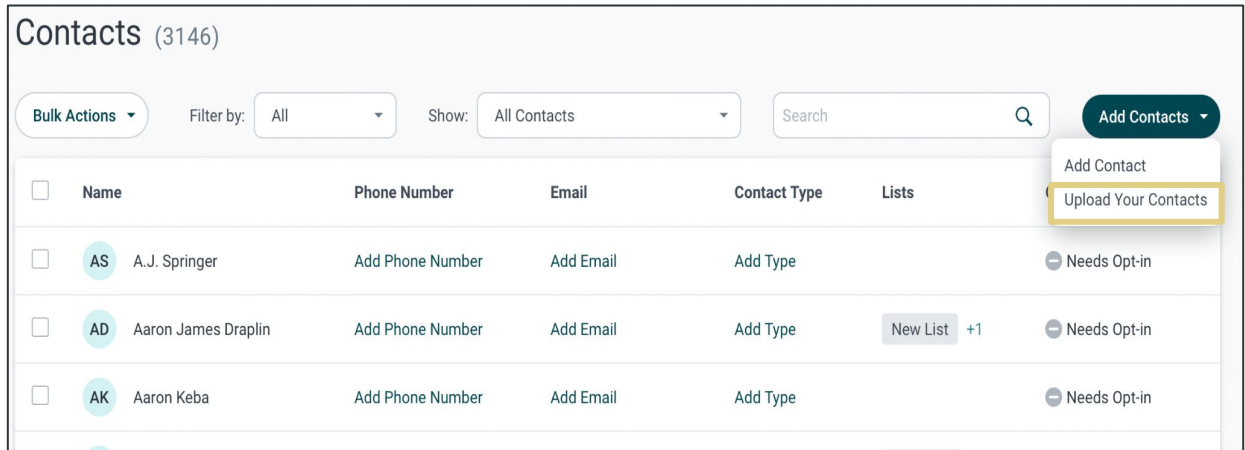 Contacts (3146)
Bulk Actions Filter by: All Show: All Contacts Search Add Contacts
Add Contact
Upload Your Contacts
Name Phone Number Email Contact Type Lists
AS A.J. Springer Add Phone Number Add Email Add Type Needs Opt-in
AD Aaron James Draplin Add Phone Number Add Email Add Type New List +1 Needs Opt-in
AK Aaron Keba Add Phone Number Add Email Add Type Needs Opt-in